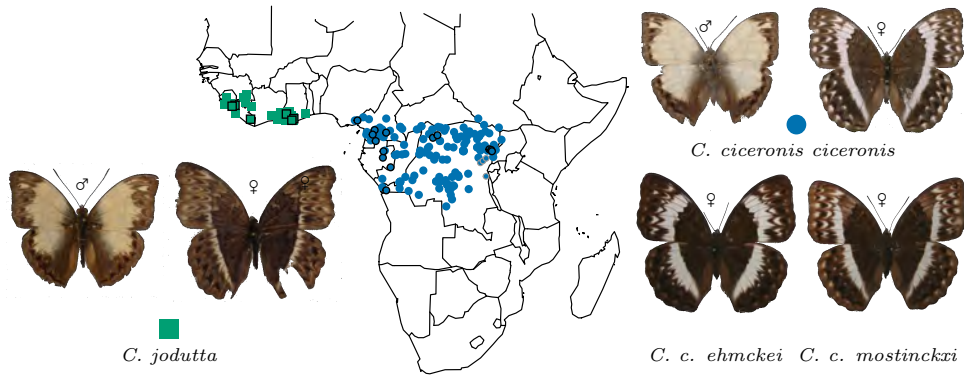 ♂
♀
C. ciceronis ciceronis
♂
♀
♀
♀
♀
C. jodutta
C. c. ehmckei
C. c. mostinckxi